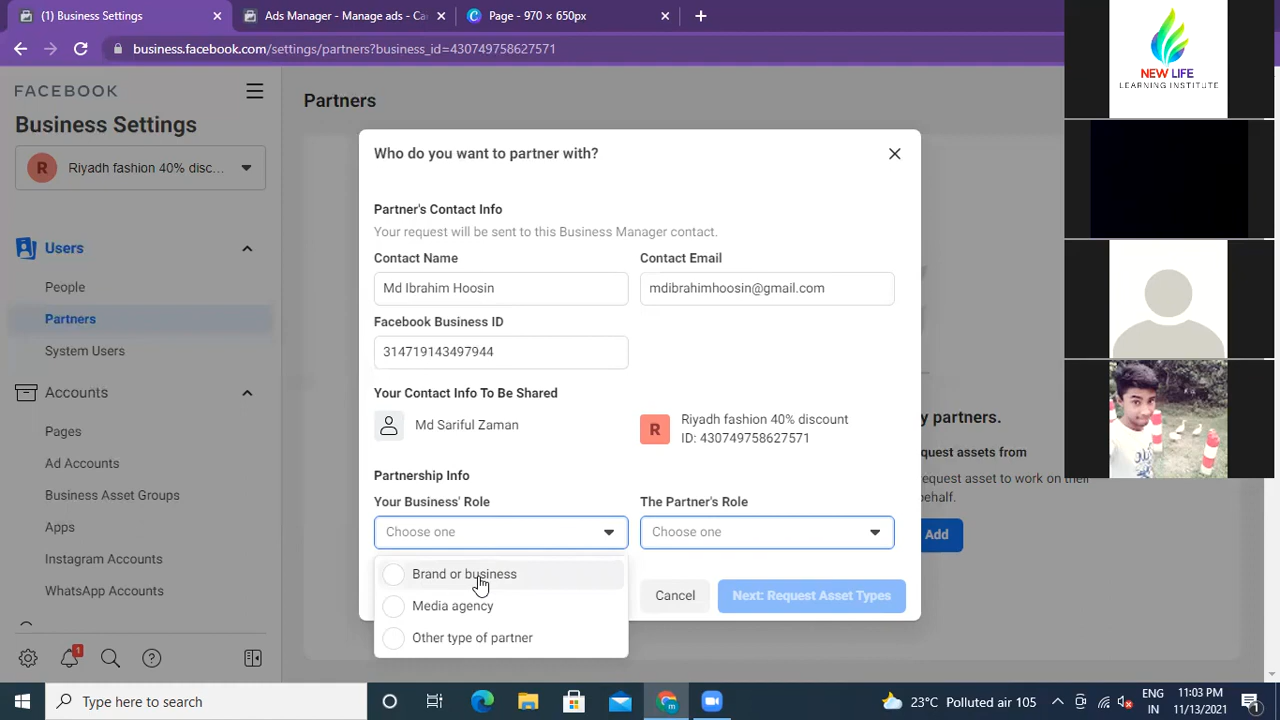 (1) Business Settings
Ads Manager - Manage ads - Ca
Page - 970 × 650px
business.facebook.com/settings/partners?business_id=430749758627571
FACEBOOK
Business Settings
R
Riyadh fashion 40% disc...
Users
People
Partners
System Users
Accounts
Pages
Ad Accounts
Business Asset Groups
Apps
Instagram Accounts
WhatsApp Accounts
1
Partners
Who do you want to partner with?
Partner's Contact Info
Your request will be sent to this Business Manager contact.
Contact Name
Contact Email
Md Ibrahim Hoosin
mdibrahimhoosin@gmail.com
Facebook Business ID
314719143497944
Your Contact Info To Be Shared
Md Sariful Zaman
R
Riyadh fashion 40% discount
ID: 430749758627571
Partnership Info
Your Business' Role
The Partner's Role
Choose one
Choose one
Brand or business
Media agency
Other type of partner
Cancel
Next: Request Asset Types
partners.
quest assets from
equest asset to work on the
behalf.
Add
NEW LIFE
LEARNING INSTITUTE
Type here to search
23°C Polluted air 105
ENG
IN
11:03 PM
11/13/2021
1